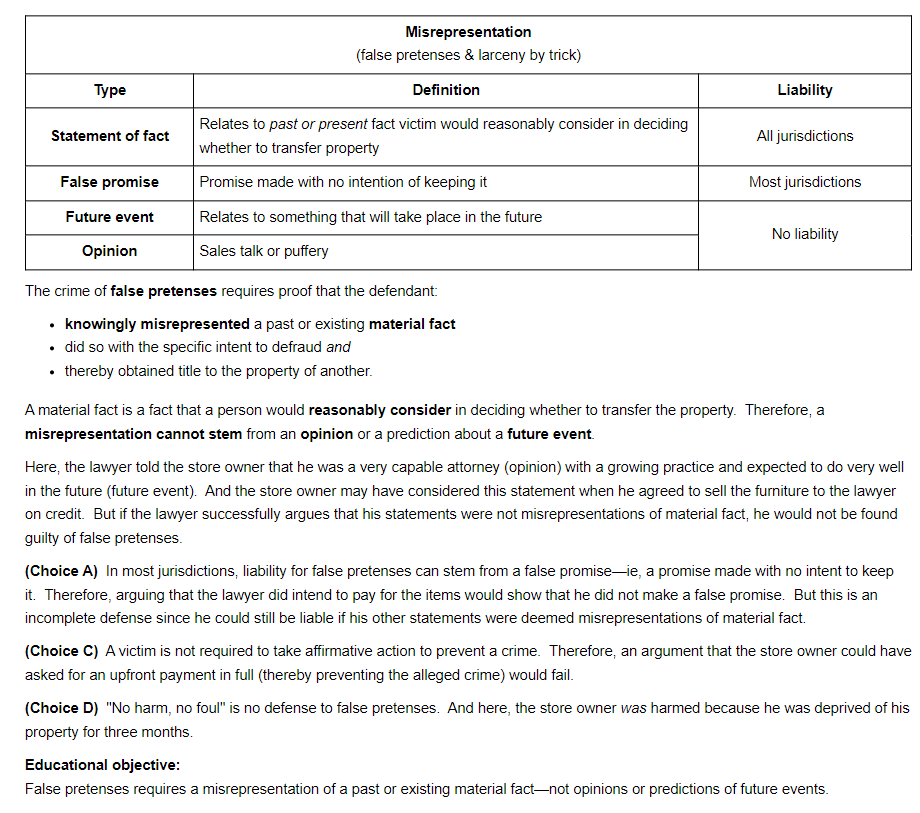 Misrepresentation
(false pretenses & larceny by trick)
Type Definition Liability
Statement of fact Relates to past or present fact victim would reasonably consider in deciding whether to transfer property All jurisdictions
False promise Promise made with no intention of keeping it Most jurisdictions
Future event Relates to something that will take place in the future
No liability
Opinion Sales talk or puffery
The crime of false pretenses requires proof that the defendant:
• knowingly misrepresented a past or existing material fact
• did so with the specific intent to defraud and
• thereby obtained title to the property of another.
A material fact is a fact that a person would reasonably consider in deciding whether to transfer the property. Therefore, a
misrepresentation cannot stem from an opinion or a prediction about a future event.
Here, the lawyer told the store owner that he was a very capable attorney (opinion) with a growing practice and expected to do very well
in the future (future event). And the store owner may have considered this statement when he agreed to sell the furniture to the lawyer
on credit. But if the lawyer successfully argues that his statements were not misrepresentations of material fact, he would not be found
guilty of false pretenses.
(Choice A) In most jurisdictions, liability for false pretenses can stem from a false promise—ie, a promise made with no intent to keep
it. Therefore, arguing that the lawyer did intend to pay for the items would show that he did not make a false promise. But this is an
incomplete defense since he could still be liable if his other statements were deemed misrepresentations of material fact.
(Choice C) A victim is not required to take affirmative action to prevent a crime. Therefore, an argument that the store owner could have
asked for an upfront payment in full (thereby preventing the alleged crime) would fail.
(Choice D) "No harm, no foul" is no defense to false pretenses. And here, the store owner was harmed because he was deprived of his
property for three months.
Educational objective:
False pretenses requires a misrepresentation of a past or existing material fact—not opinions or predictions of future events.